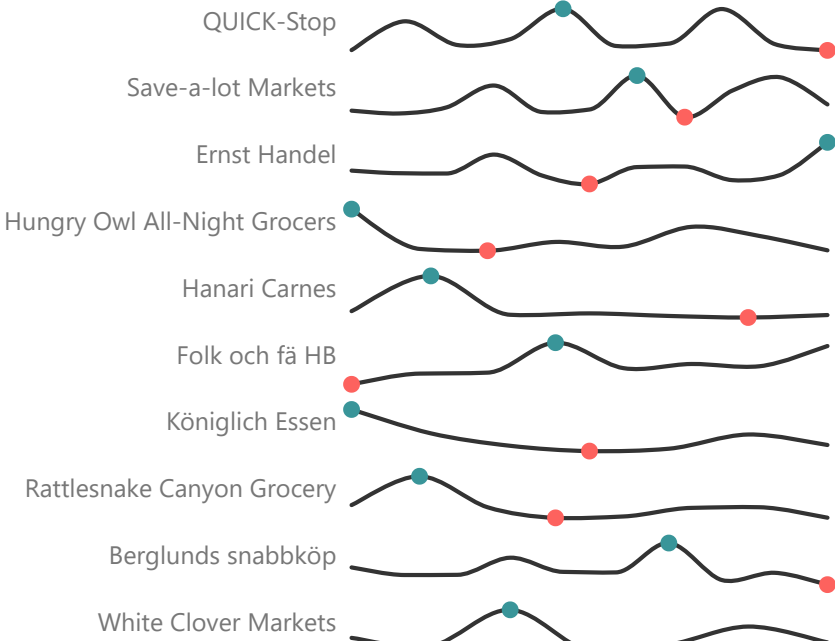 QUICK-Stop
Save-a-lot Markets
Ernst Handel
Hungry Owl All-Night Grocers
Hanari Carnes
Folk och fä HB
Königlich Essen
Rattlesnake Canyon Grocery
Berglunds snabbköp
White Clover Markets